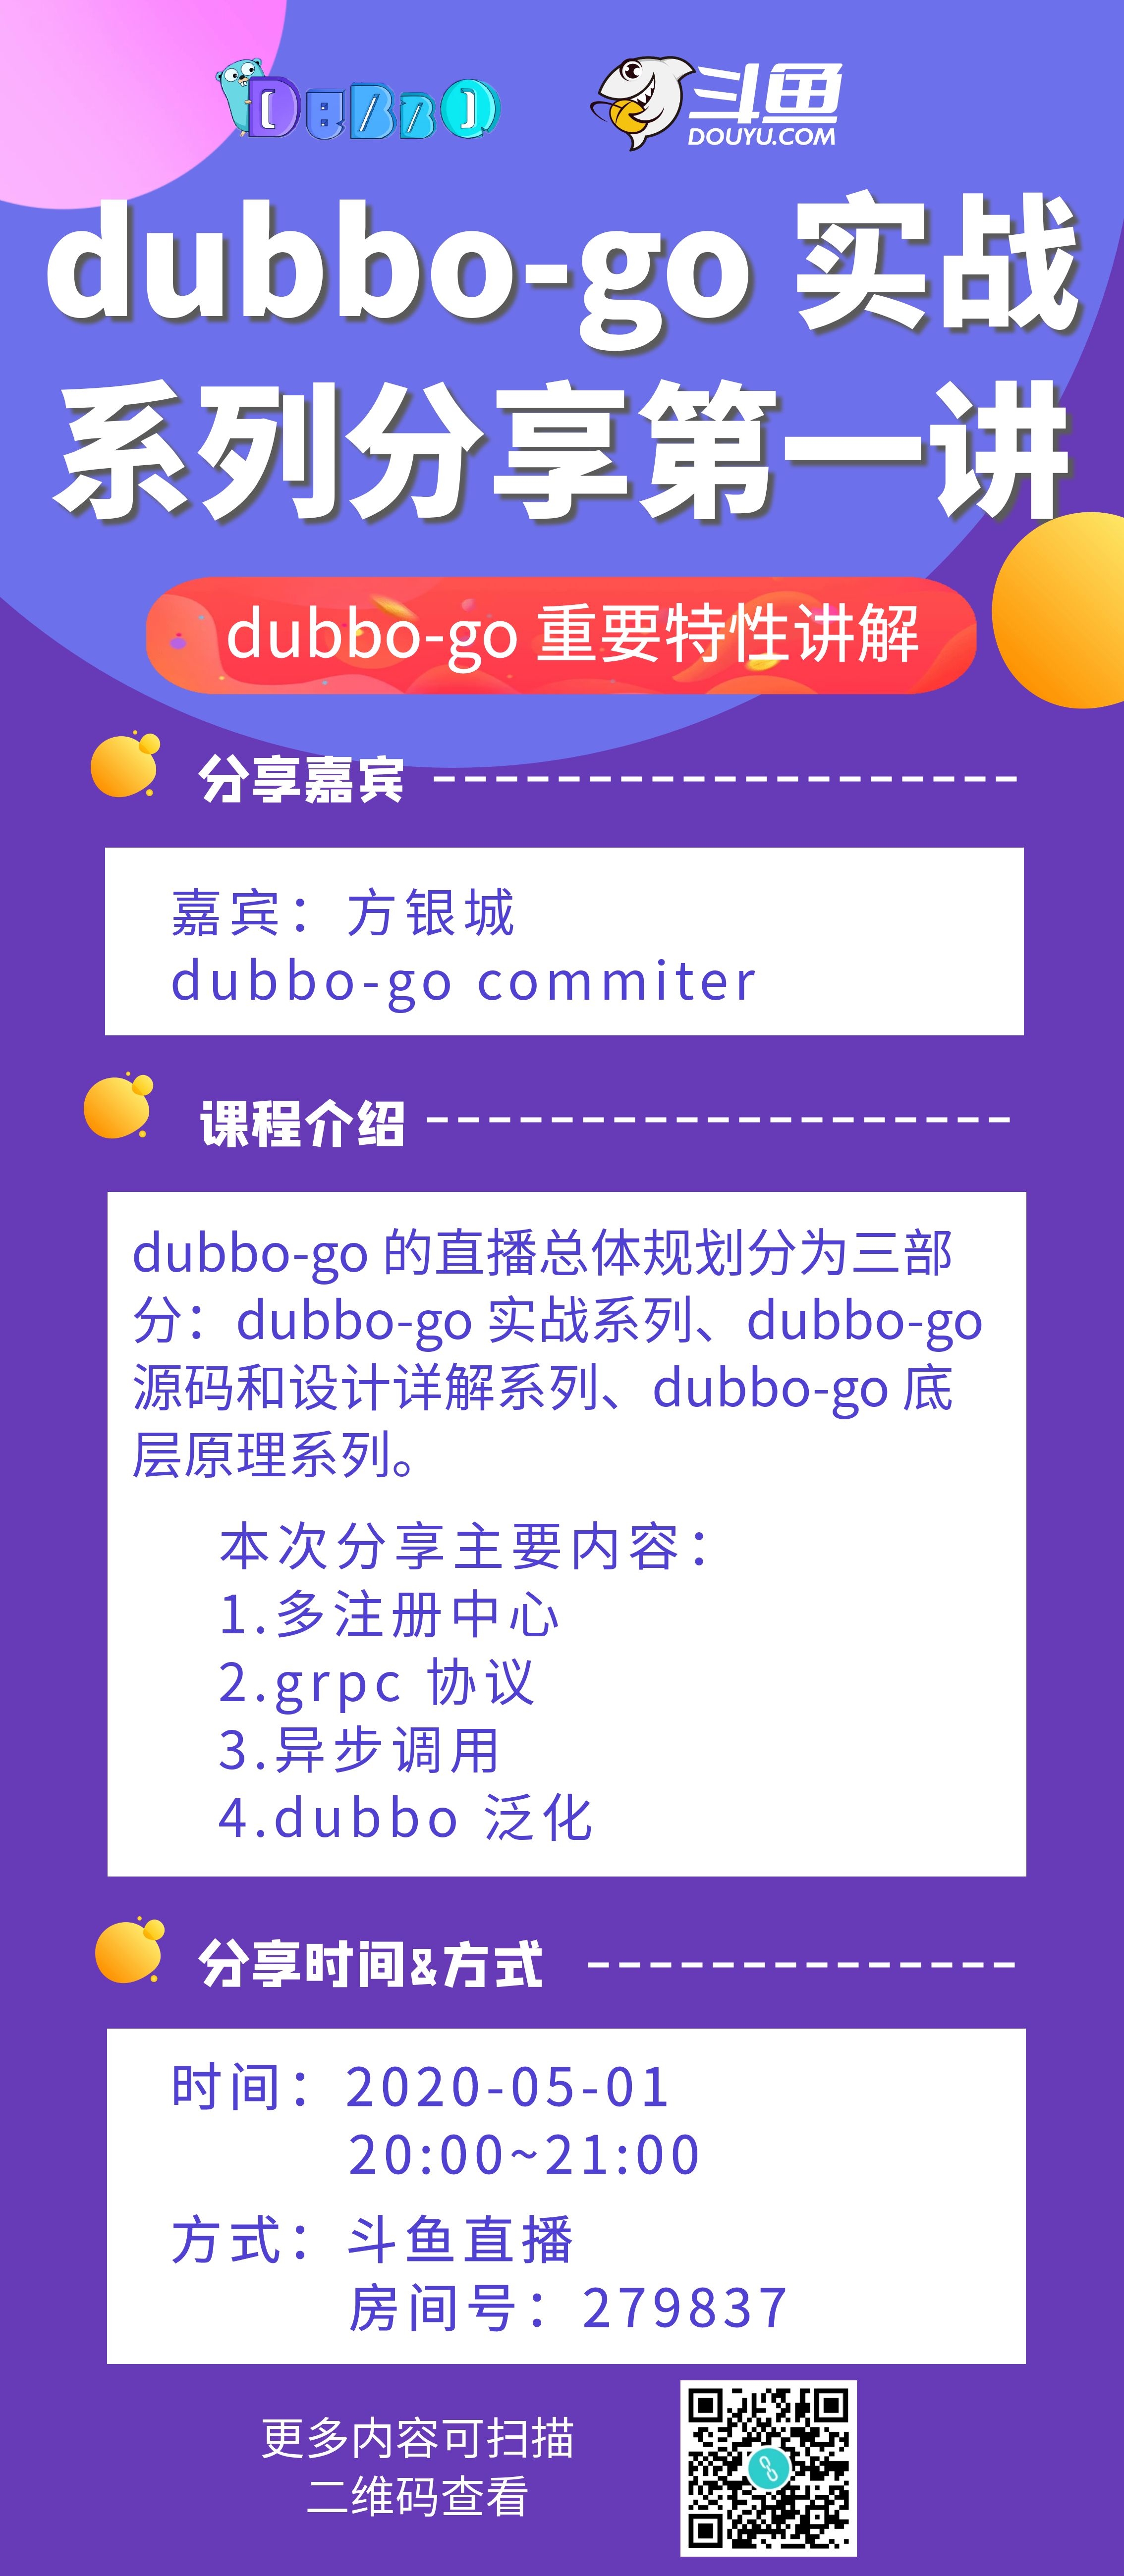 DUBBO
斗鱼
DOUYU.COM
dubbo-go 实战
系列分享第一讲
dubbo-go 重要特性讲解
分享嘉宾
嘉宾：方银城
dubbo-go commiter
课程介绍
dubbo-go 的直播总体规划分为三部
分：dubbo-go 实战系列、dubbo-go
源码和设计详解系列、dubbo-go 底
层原理系列。
本次分享主要内容：
1.多注册中心
2.grpc 协议
3.异步调用
4.dubbo 泛化
分享时间&方式
时间：2020-05-01
20:00~21:00
方式：斗鱼直播
房间号：279837
更多内容可扫描
二维码查看